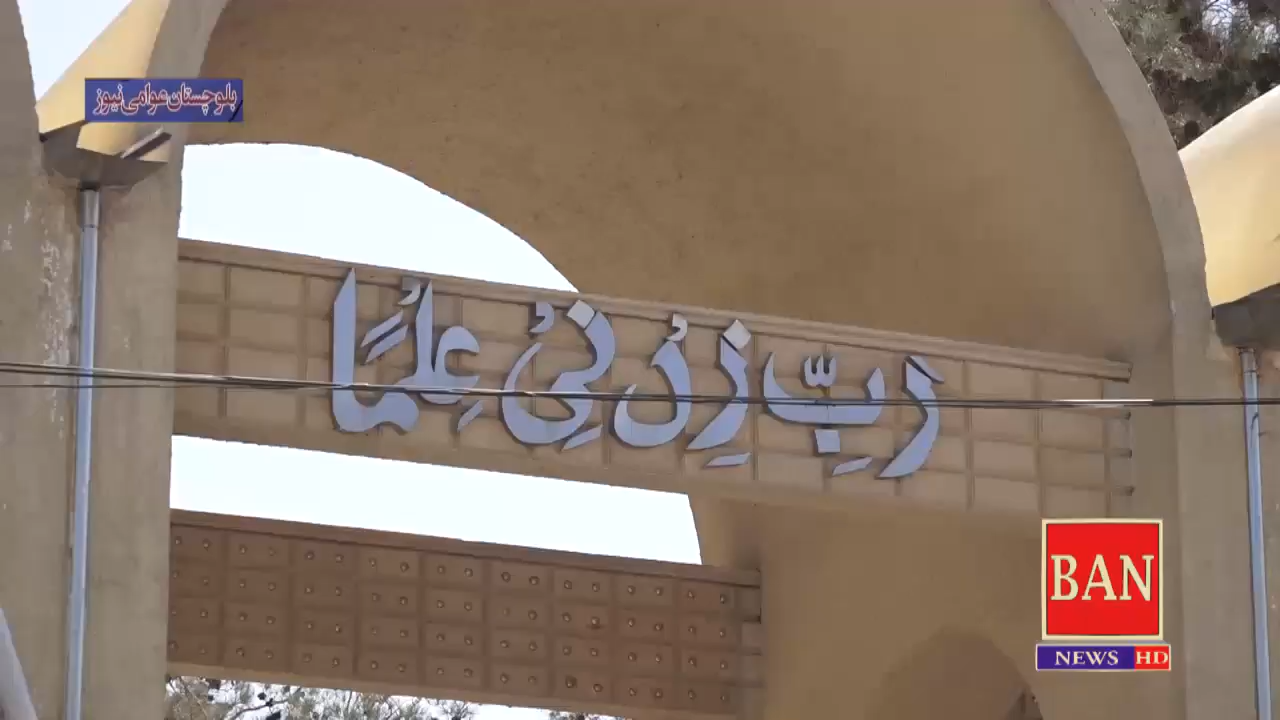 بلوچستان عوامی نیوز
رَبِّ زِدْنِیْ عِلْمًا
BAN
NEWS HD